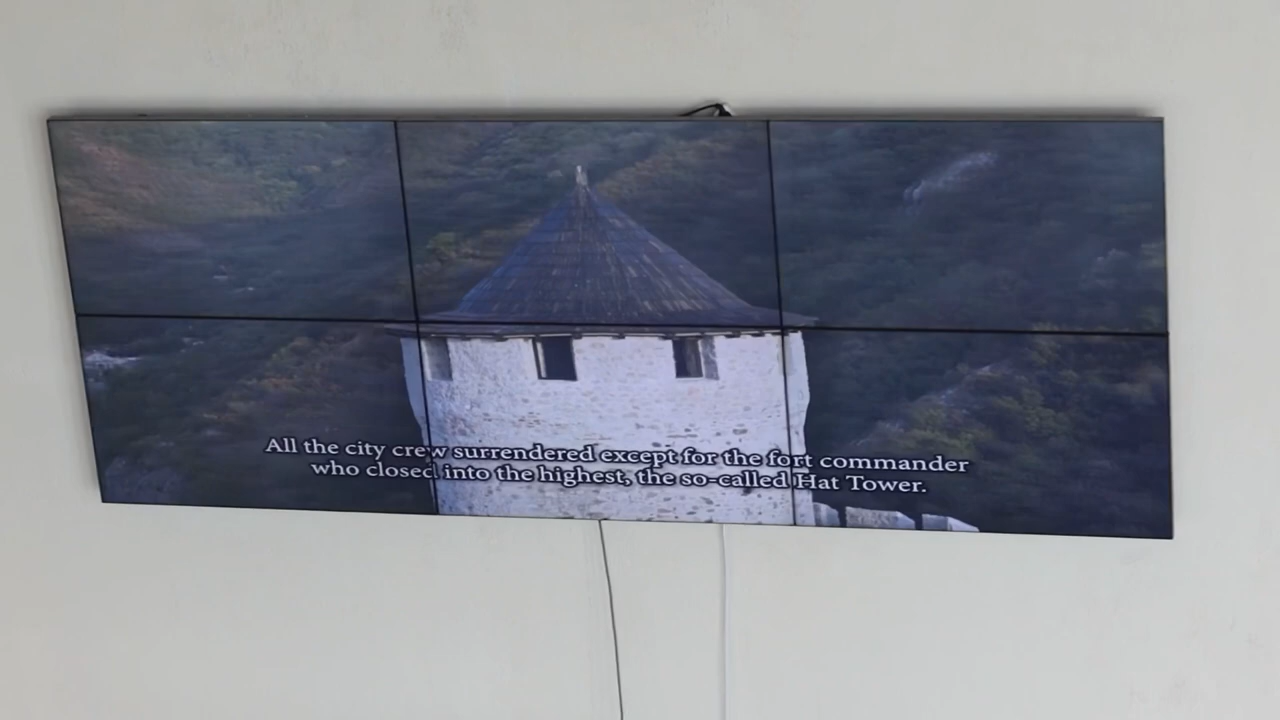 All the city crew surrendered except for the fort commander
who closed into the highest, the so-called Hat Tower.